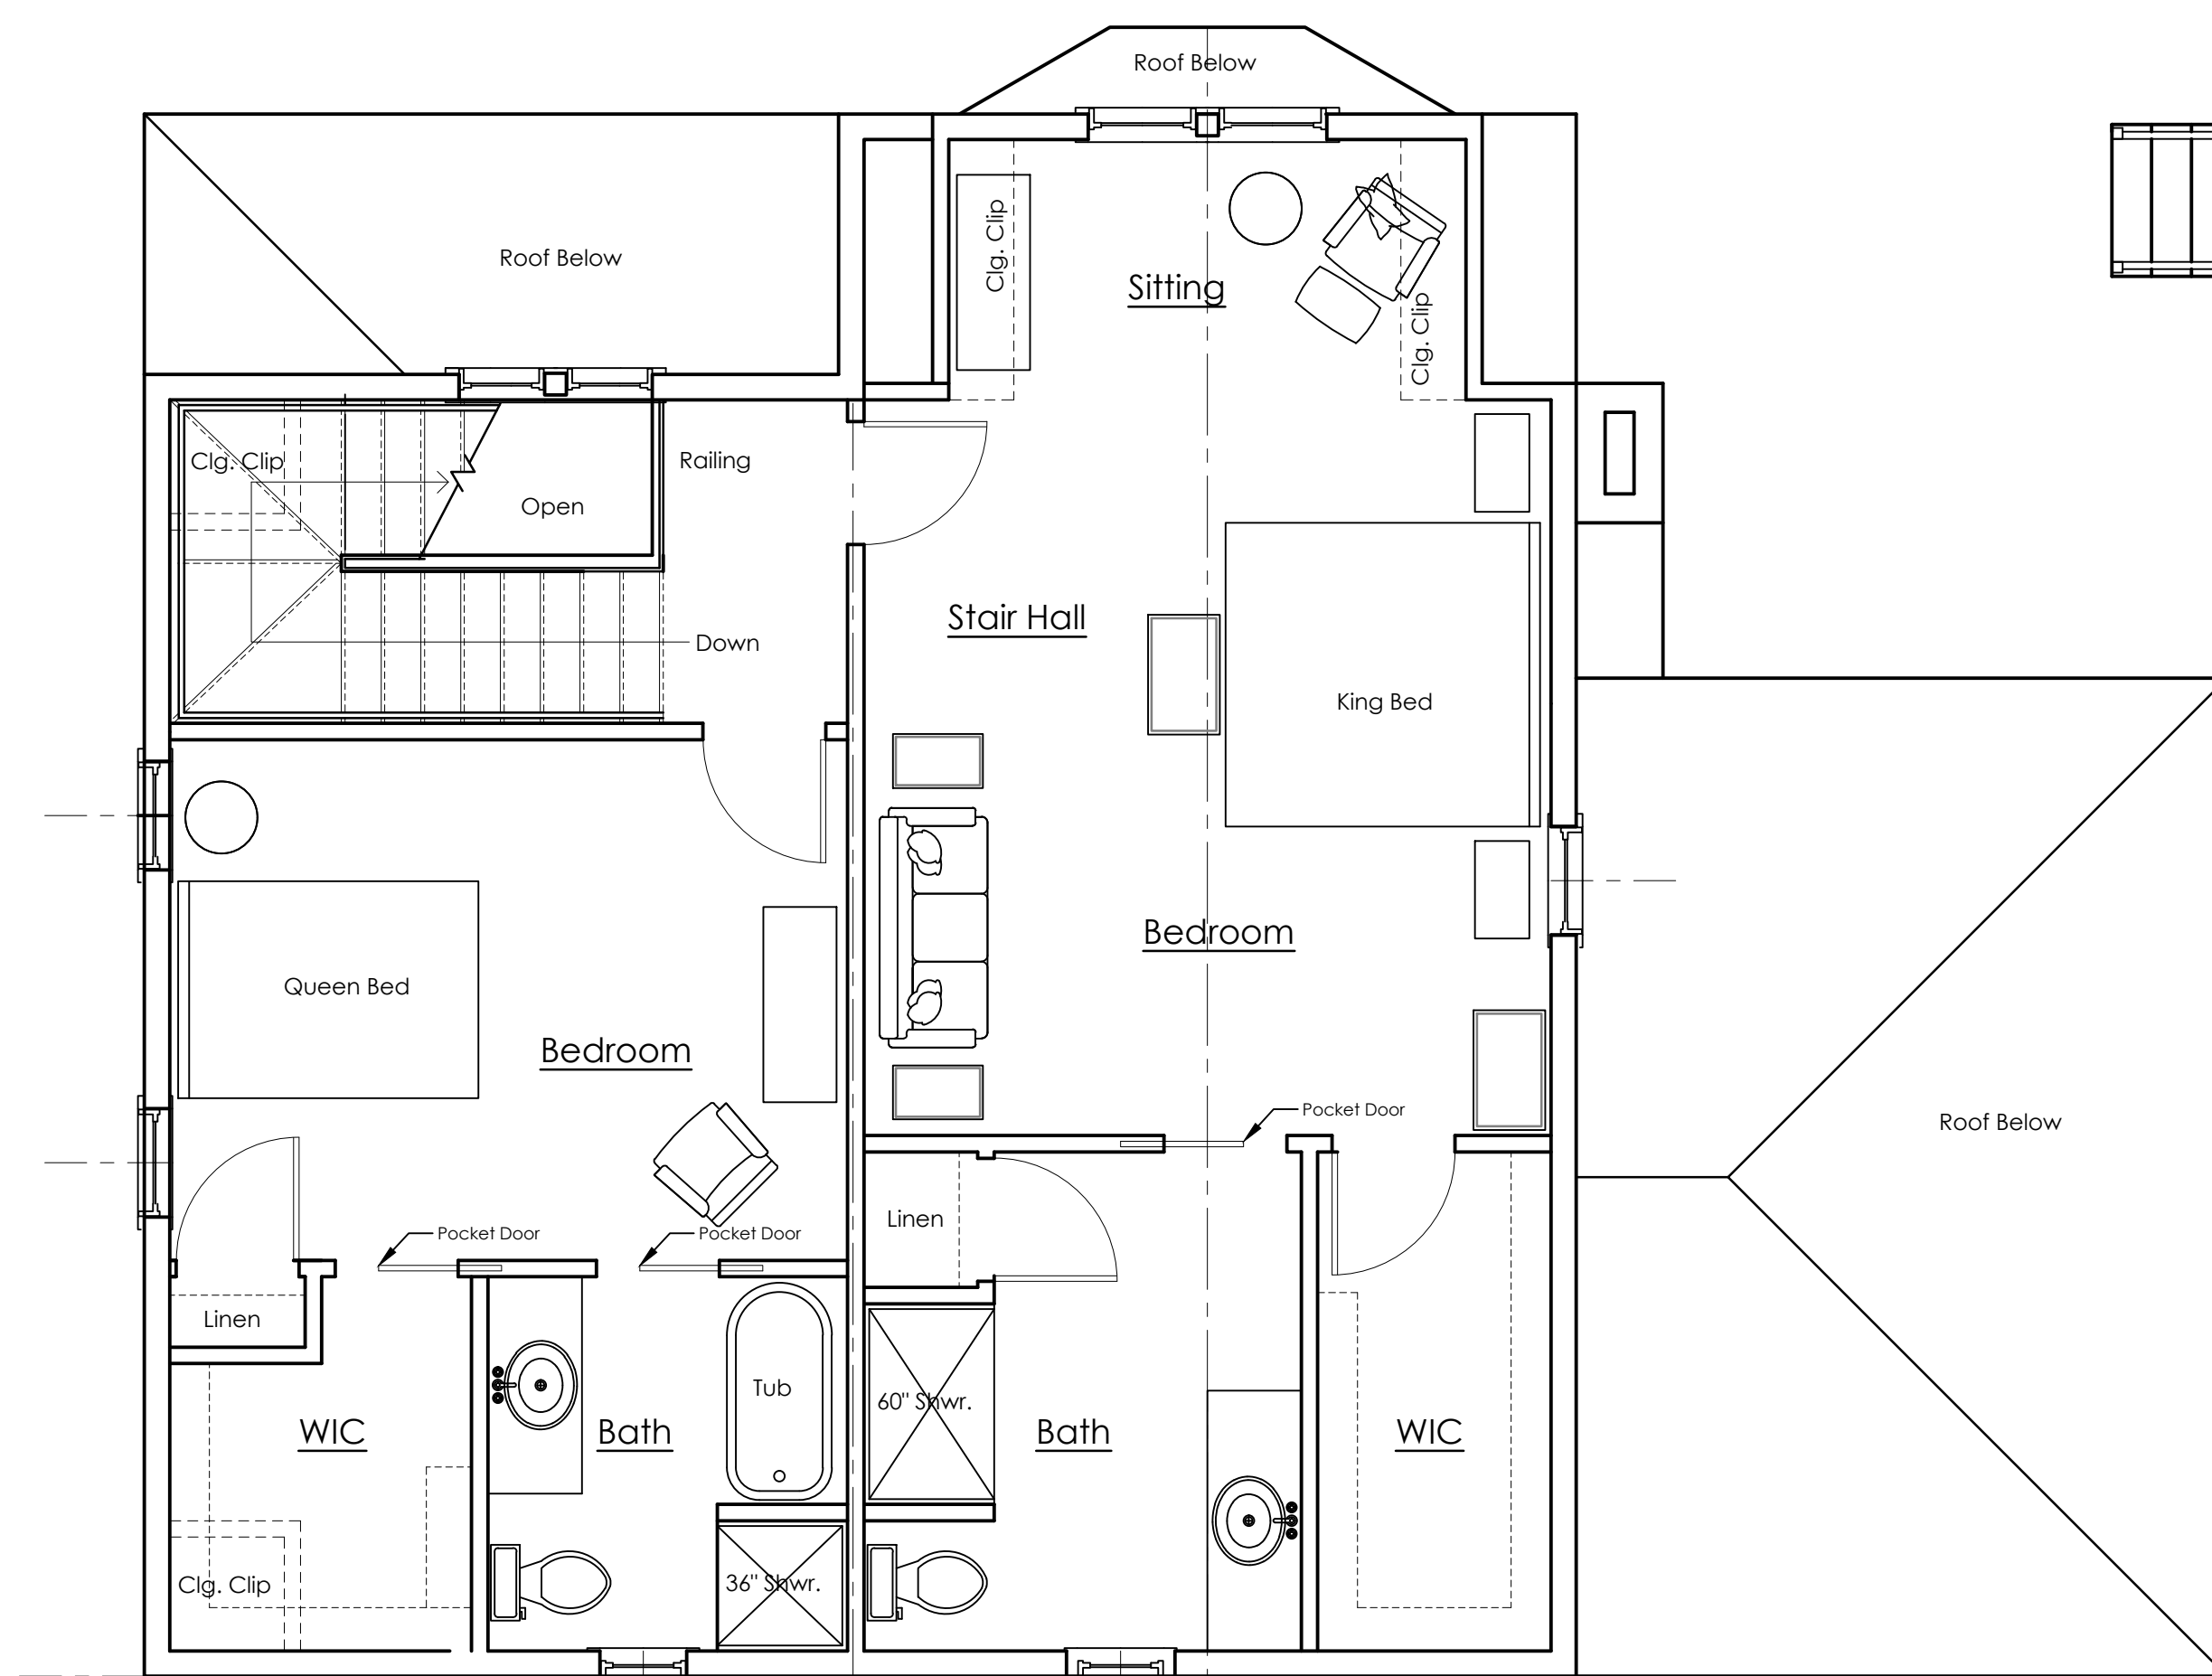 Roof Below
Roof Below
Clg. Clip
Sitting
Clg. Clip
Clg. Clip
Railing
Open
Stair Hall
Down
King Bed
Bedroom
Queen Bed
Bedroom
Pocket Door
Roof Below
Linen
Pocket Door
Pocket Door
Linen
Tub
60" Shwr.
WIC
Bath
Bath
WIC
Clg. Clip
36" Shwr.